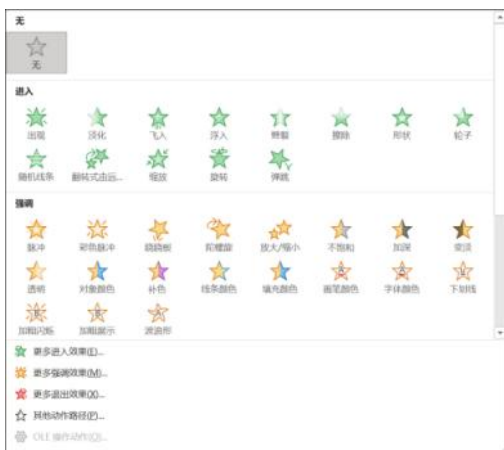 无
无
进入
出现 淡化 飞入 浮入 劈裂 擦除 形状 轮子
随机线条 翻转式由远... 缩放 旋转 弹跳
强调
脉冲 彩色脉冲 跷跷板 陀螺旋 放大/缩小 不饱和 加深 变淡
透明 对象颜色 补色 线条颜色 填充颜色 画笔颜色 字体颜色 下划线
加粗闪烁 加粗展示 波浪形
更多进入效果(E)...
更多强调效果(M)...
更多退出效果(X)...
其他动作路径(P)...
OLE 操作动作(O)...